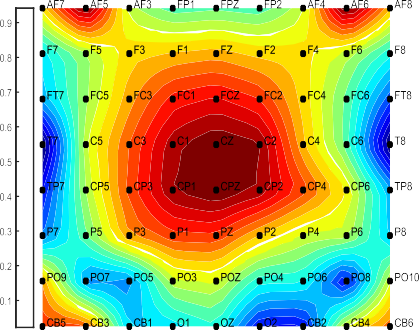 AF7 AF5 AF3 FP1 FPZ FP2 AF4 AF6 AF8
0.9
F7 F5 F3 F1 FZ F2 F4 F6 F8
0.8
0.7
FT7 FC5 FC3 FC1 FCZ FC2 FC4 FC6 FT8
0.6
T7 C5 C3 C1 CZ C2 C4 C6 T8
0.5
0.4
TP7 CP5 CP3 CP1 CPZ CP2 CP4 CP6 TP8
0.3
P7 P5 P3 P1 PZ P2 P4 P6 P8
0.2
PO9 PO7 PO5 PO3 POZ PO4 PO6 PO8 PO10
0.1
CB5 CB3 CB1 O1 OZ O2 CB2 CB4 CB6